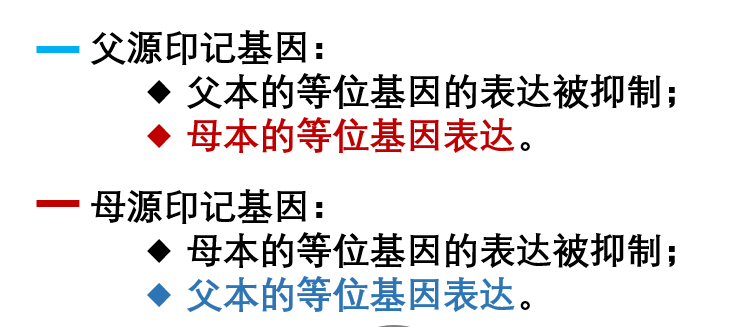 父源印记基因：
◆ 父本的等位基因的表达被抑制；
◆ 母本的等位基因表达。
母源印记基因：
◆ 母本的等位基因的表达被抑制；
◆ 父本的等位基因表达。